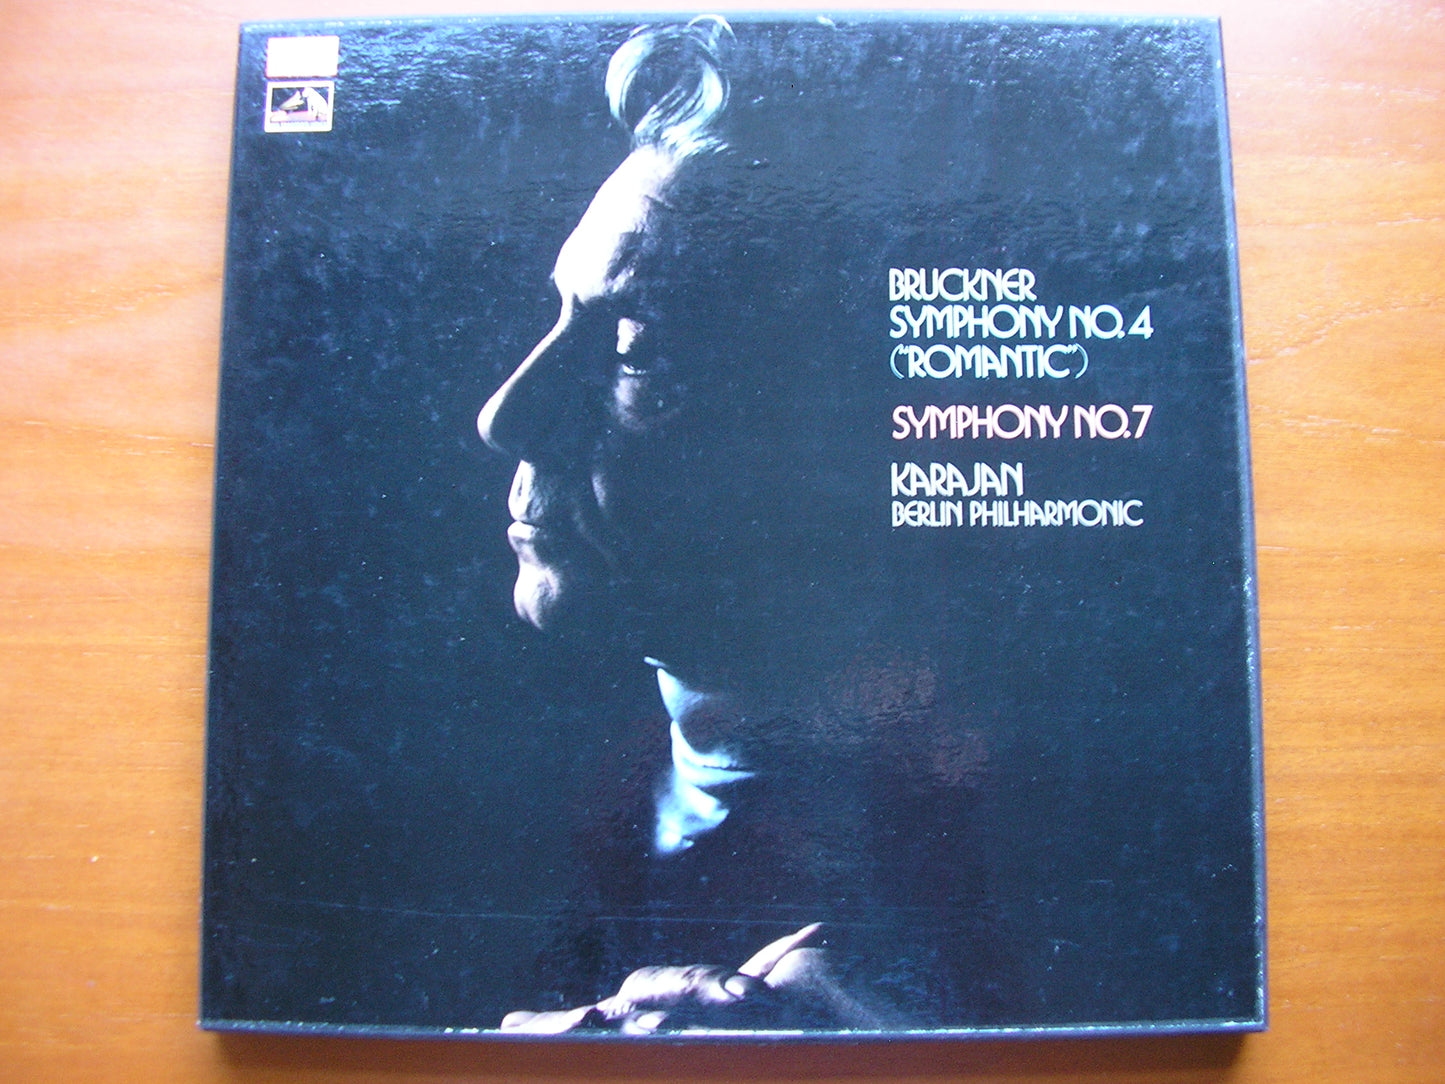 BRUCKNER
SYMPHONY NO. 4
("ROMANTIC")
SYMPHONY NO. 7
KARAJAN
BERLIN PHILHARMONIC